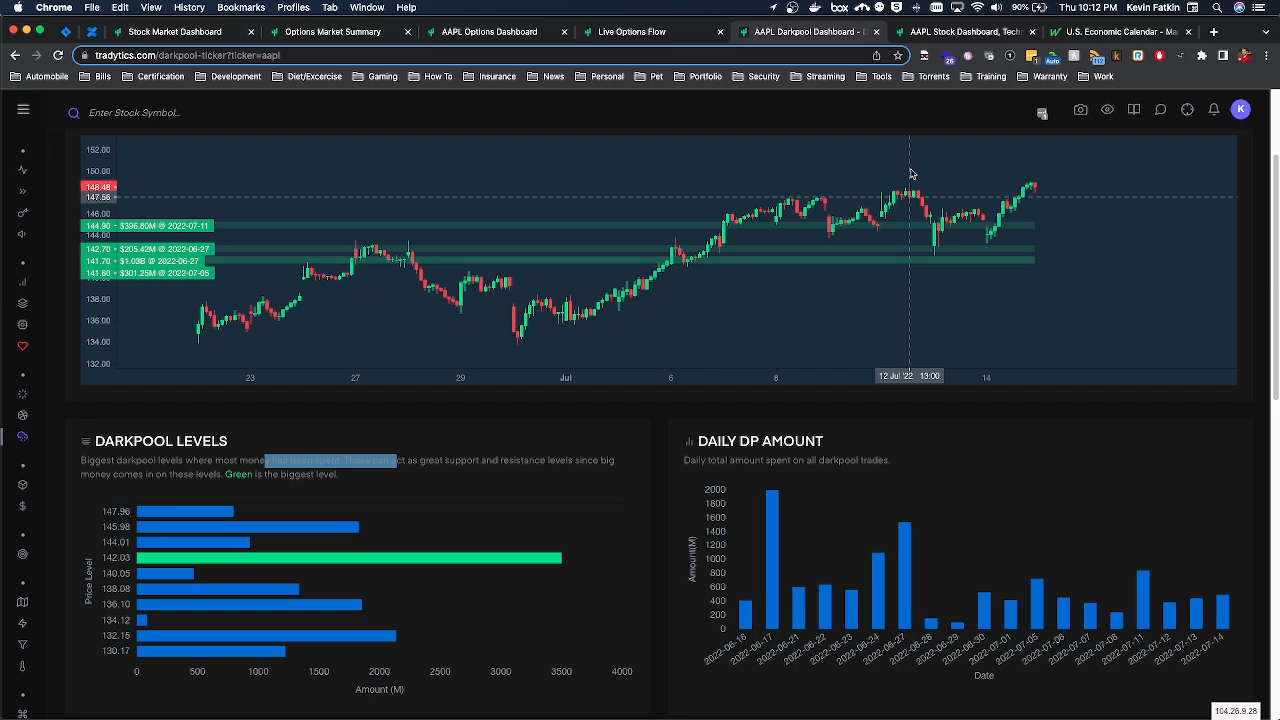 Chrome File Edit View History Bookmarks Profiles Tab Window Help 90% Thu 10:12 PM Kevin Fatkin
Stock Market Dashboard × Options Market Summary × AAPL Options Dashboard × Live Options Flow × AAPL Darkpool Dashboard - D × AAPL Stock Dashboard, Techn × U.S. Economic Calendar - Ma × +
tradytics.com/darkpool-ticker?ticker=aapl 26 1 Auto 112
Automobile Bills Certification Development Diet/Exercise Gaming How To Insurance News Personal Pet Portfolio Security Streaming Tools Torrents Training Warranty Work
Enter Stock Symbol... K
152.00
150.00
148.48
147.56
146.00
144.90 $396.80M @ 2022-07-11
144.00
142.70 $205.42M @ 2022-06-27
141.70 $1.03B @ 2022-06-27
141.60 $301.25M @ 2022-07-05
138.00
136.00
134.00
132.00
23 27 29 Jul 6 8 12 Jul '22 13:00 14
DARKPOOL LEVELS
Biggest darkpool levels where most money has been spent. These can act as great support and resistance levels since big
money comes in on these levels. Green is the biggest level.
Price Level
147.96
145.98
144.01
142.03
140.05
138.08
136.10
134.12
132.15
130.17
0 500 1000 1500 2000 2500 3000 3500 4000
Amount (M)
DAILY DP AMOUNT
Daily total amount spent on all darkpool trades.
Amount(M)
2000
1800
1600
1400
1200
1000
800
600
400
200
0
2022-06-16 2022-06-17 2022-06-21 2022-06-22 2022-06-23 2022-06-24 2022-06-27 2022-06-28 2022-06-29 2022-06-30 2022-07-01 2022-07-05 2022-07-06 2022-07-07 2022-07-08 2022-07-11 2022-07-12 2022-07-13 2022-07-14
Date
104.26.9.28